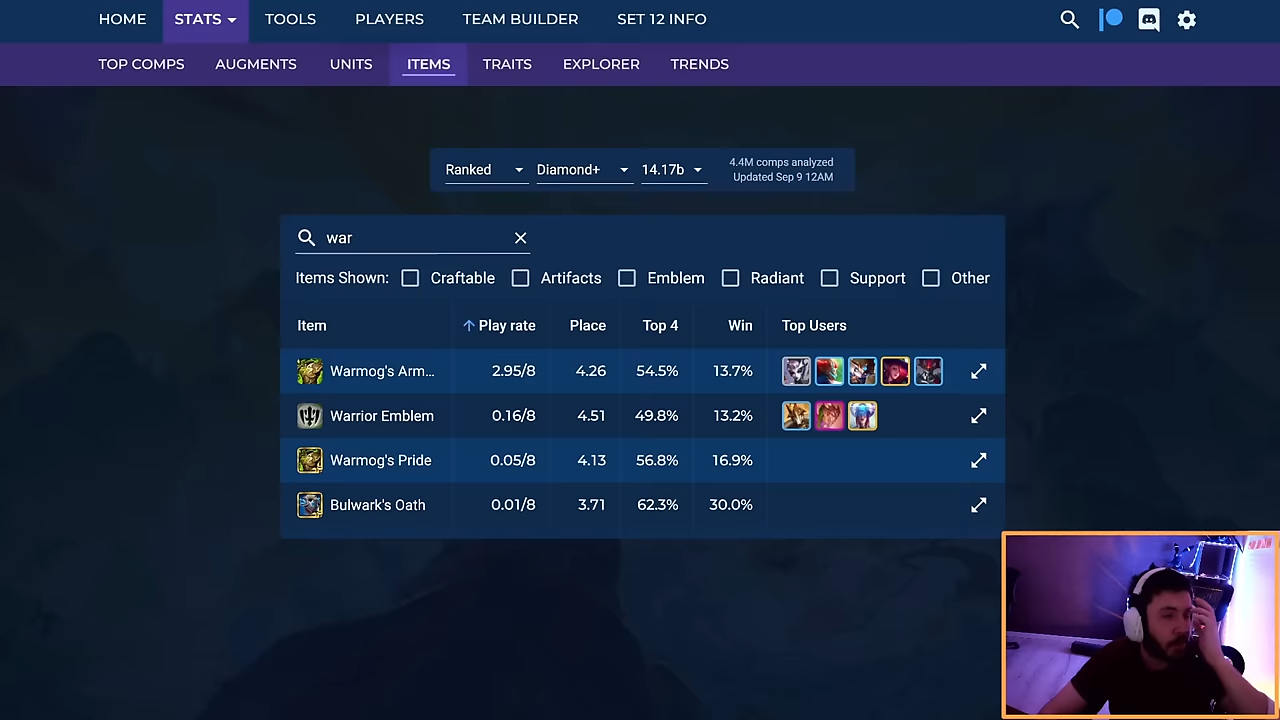 HOME STATS TOOLS PLAYERS TEAM BUILDER SET 12 INFO
TOP COMPS AUGMENTS UNITS ITEMS TRAITS EXPLORER TRENDS
Ranked Diamond+ 14.17b 4.4M comps analyzed
Updated Sep 9 12AM
war
Items Shown: Craftable Artifacts Emblem Radiant Support Other
Item Play rate Place Top 4 Win Top Users
Warmog's Arm... 2.95/8 4.26 54.5% 13.7%
Warrior Emblem 0.16/8 4.51 49.8% 13.2%
Warmog's Pride 0.05/8 4.13 56.8% 16.9%
Bulwark's Oath 0.01/8 3.71 62.3% 30.0%